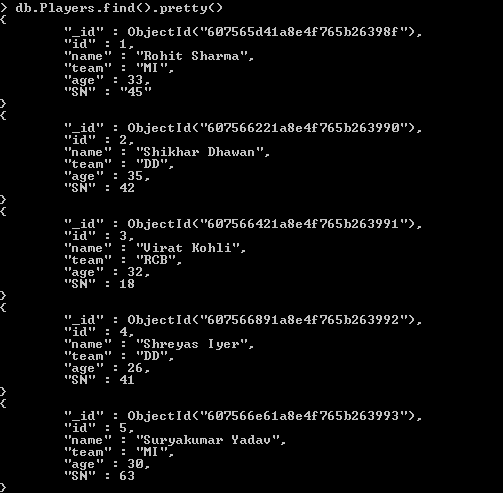 > db.Players.find().pretty()
{
"_id" : ObjectId("607565d41a8e4f765b26398f"),
"id" : 1,
"name" : "Rohit Sharma",
"team" : "MI",
"age" : 33,
"SN" : "45"
}
{
"_id" : ObjectId("607566221a8e4f765b263990"),
"id" : 2,
"name" : "Shikhar Dhawan",
"team" : "DD",
"age" : 35,
"SN" : 42
}
{
"_id" : ObjectId("607566421a8e4f765b263991"),
"id" : 3,
"name" : "Virat Kohli",
"team" : "RCB",
"age" : 32,
"SN" : 18
}
{
"_id" : ObjectId("607566891a8e4f765b263992"),
"id" : 4,
"name" : "Shreyas Iyer",
"team" : "DD",
"age" : 26,
"SN" : 41
}
{
"_id" : ObjectId("607566e61a8e4f765b263993"),
"id" : 5,
"name" : "Suryakumar Yadav",
"team" : "MI",
"age" : 30,
"SN" : 63
}